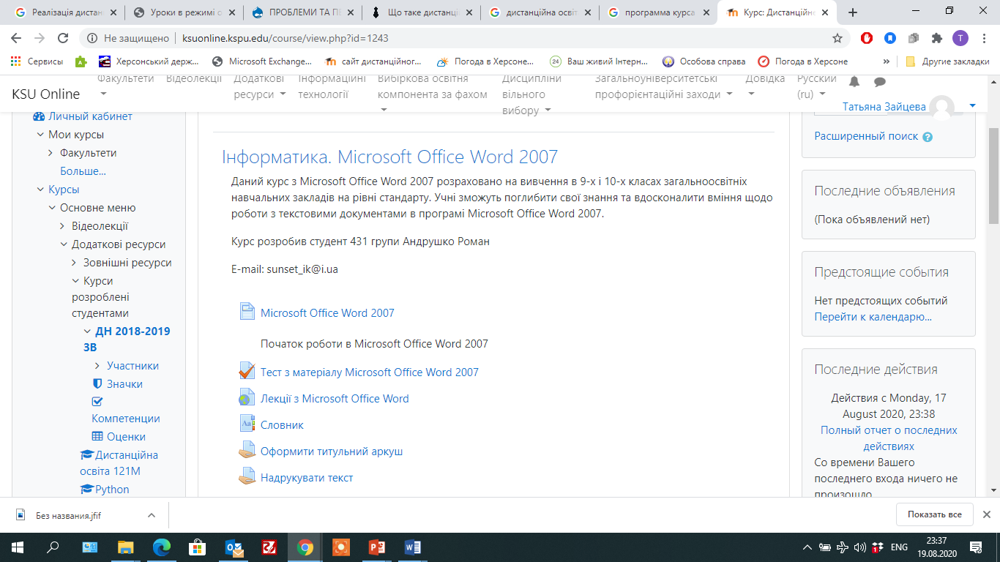 Реалізація дистан
Уроки в режимі о
ПРОБЛЕМИ ТА ПЕ
Що таке дистанці
дистанційна освіт
программа курса
Курс: Дистанційне
Не защищено | ksuonline.kspu.edu/course/view.php?id=1243
T
Сервисы
Херсонський держ...
Microsoft Exchange...
сайт дистанційног...
Погода в Херсоне...
24 Ваш живий Інтерн...
Особова справа
Погода в Херсоне
»
Другие закладки
KSU Online
Факультети
Відеолекції
Додаткові ресурси
Інформаційні технології
Вибіркова освітня компонента за фахом
Дисципліни вільного вибору
Загальноуніверситетські профорієнтаційні заходи
Довідка
Русский (ru)
Татьяна Зайцева
Личный кабинет
Мои курсы
Факультети
Больше...
Курсы
Основне меню
Відеолекції
Додаткові ресурси
Зовнішні ресурси
Курси
розроблені
студентами
ДН 2018-2019
ЗВ
Участники
Значки
Компетенции
Оценки
Дистанційна
освіта 121М
Python
Інформатика. Microsoft Office Word 2007
Даний курс з Microsoft Office Word 2007 розраховано на вивчення в 9-х і 10-х класах загальноосвітніх
навчальних закладів на рівні стандарту. Учні зможуть поглибити свої знання та вдосконалити вміння щодо
роботи з текстовими документами в програмі Microsoft Office Word 2007.
Курс розробив студент 431 групи Андрушко Роман
E-mail: sunset_ik@i.ua
Microsoft Office Word 2007
Початок роботи в Microsoft Office Word 2007
Тест з матеріалу Microsoft Office Word 2007
Лекції з Microsoft Office Word
Словник
Оформити титульний аркуш
Надрукувати текст
Расширенный поиск
Последние объявления
(Пока объявлений нет)
Предстоящие события
Нет предстоящих событий
Перейти к календарю...
Последние действия
Действия с Monday, 17
August 2020, 23:38
Полный отчет о последних
действиях
Со времени Вашего
последнего входа ничего не
произошло
Без названия.jfif
Показать все
ENG
23:37
19.08.2020